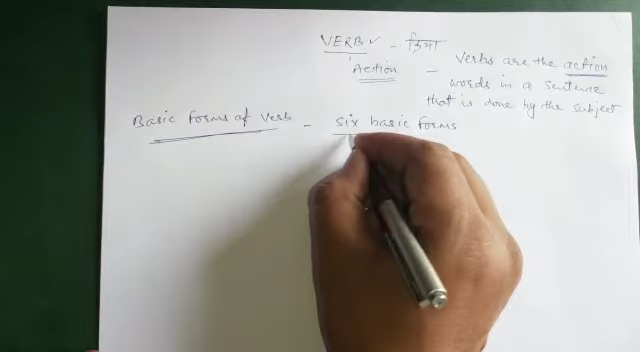 VERB ✓ - क्रिया
Action - Verbs are the action
words in a sentence
that is done by the subject
Basic forms of Verb - six basic forms